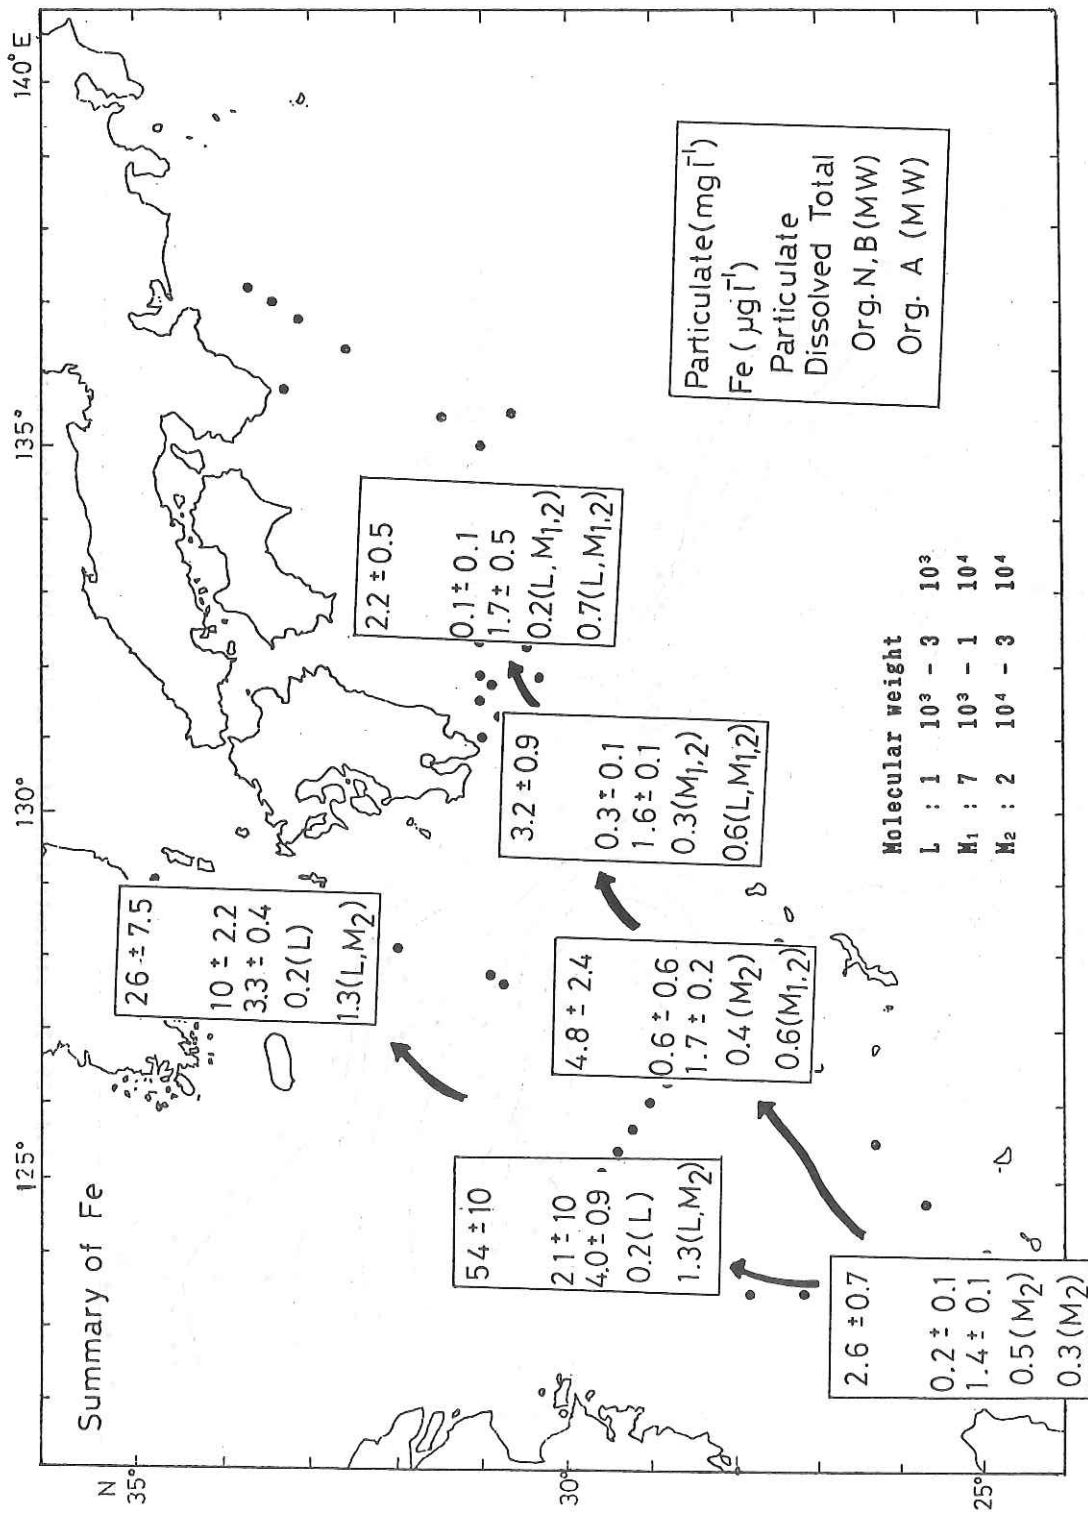 Summary of Fe
N
35°
30°
25°
125°
130°
135°
140°E
26 ± 7.5
10 ± 2.2
3.3 ± 0.4
0.2(L)
1.3(L,M₂)
54 ± 10
2.1 ± 10
4.0 ± 0.9
0.2(L)
1.3(L,M₂)
2.6 ± 0.7
0.2 ± 0.1
1.4 ± 0.1
0.5(M₂)
0.3(M₂)
4.8 ± 2.4
0.6 ± 0.6
1.7 ± 0.2
0.4(M₂)
0.6(M₁,₂)
3.2 ± 0.9
0.3 ± 0.1
1.6 ± 0.1
0.3(M₁,₂)
0.6(L,M₁,₂)
2.2 ± 0.5
0.1 ± 0.1
1.7 ± 0.5
0.2(L,M₁,₂)
0.7(L,M₁,₂)
Particulate(mg l⁻¹)
Fe (μg l⁻¹)
Particulate
Dissolved Total
Org. N,B(MW)
Org. A (MW)
Molecular weight
L : 1 10³ - 3 10³
M₁ : 7 10³ - 1 10⁴
M₂ : 2 10⁴ - 3 10⁴